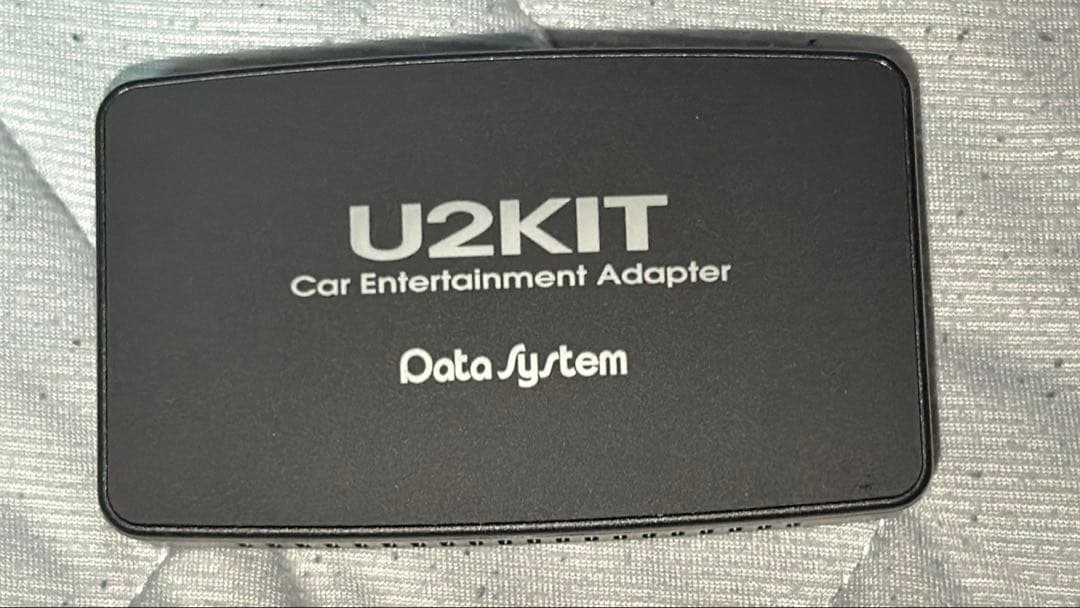 U2KIT
Car Entertainment Adapter
Data System